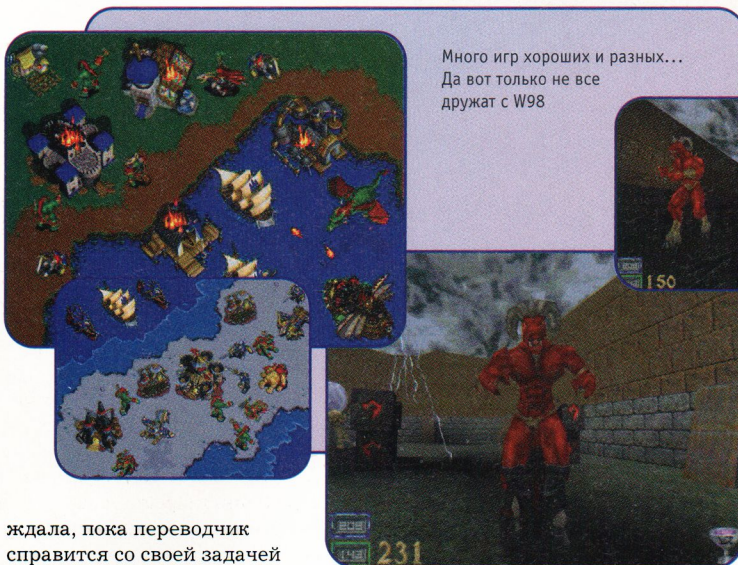 Много игр хороших и разных...
Да вот только не все
дружат с W98
150
231
ждала, пока переводчик
справится со своей задачей